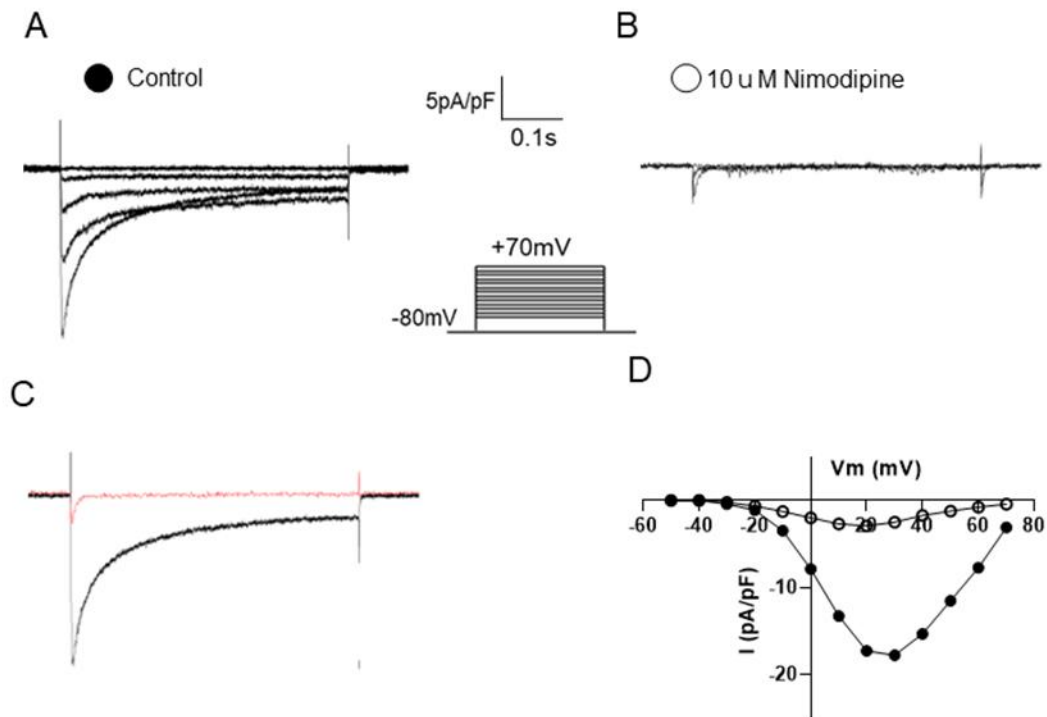 A
B
Control
10 u M Nimodipine
5pA/pF
0.1s
+70mV
-80mV
C
D
Vm (mV)
-60 -40 -20 20 40 60 80
-10
-20
I (pA/pF)